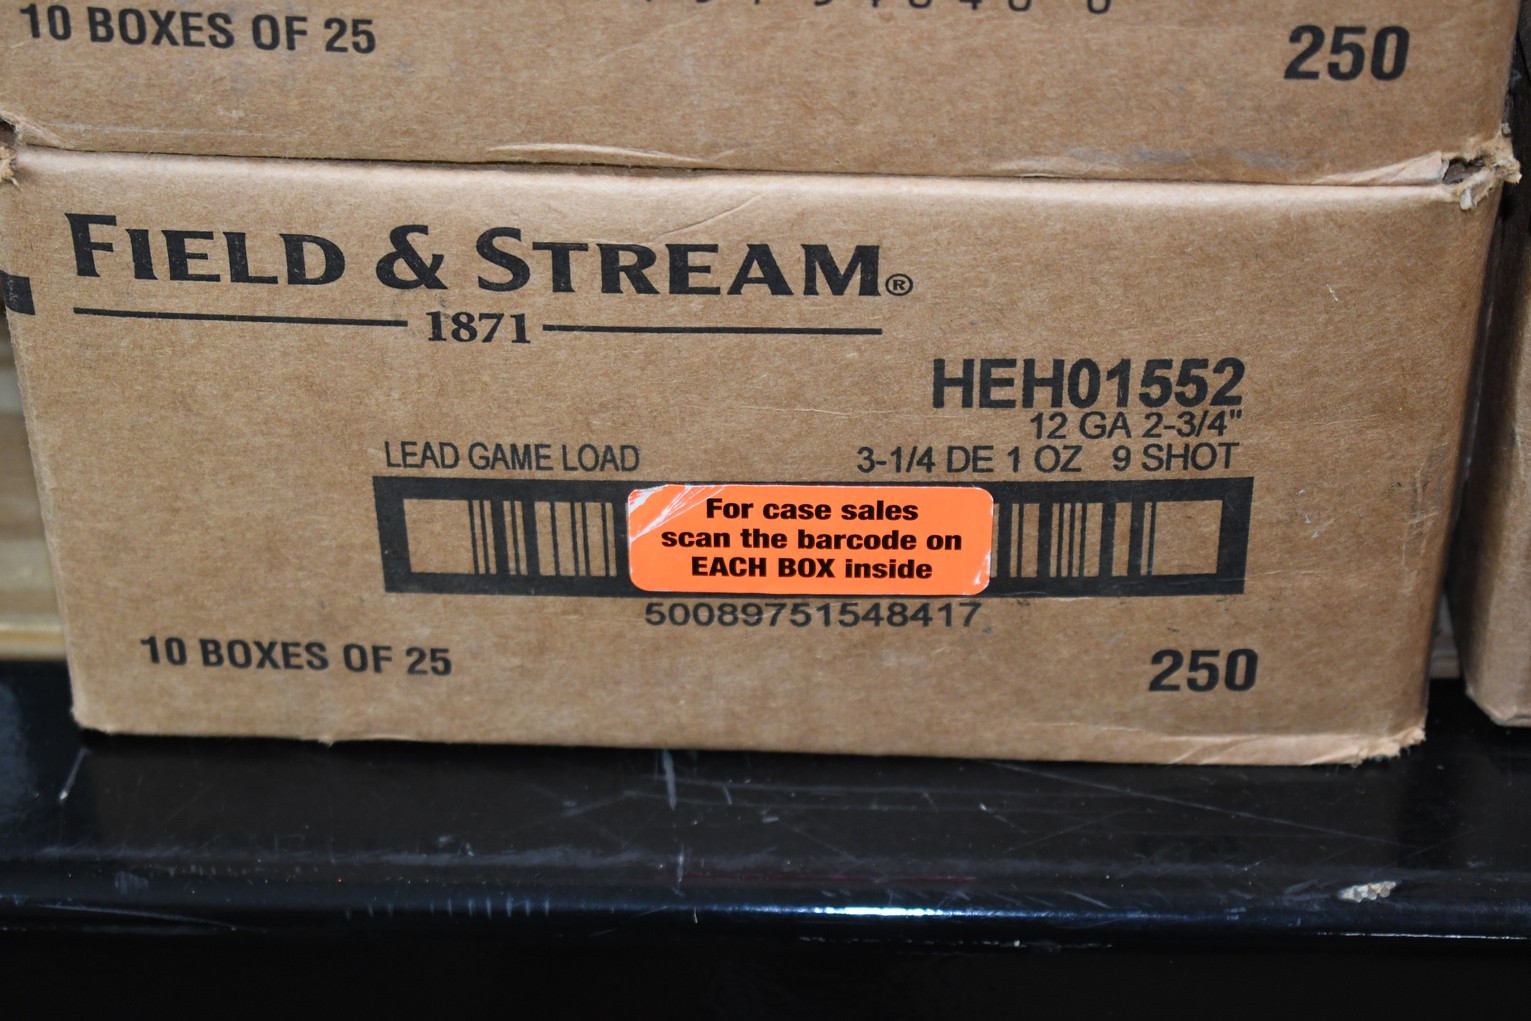 10 BOXES OF 25
250
FIELD & STREAM®
1871
HEH01552
12 GA 2-3/4"
LEAD GAME LOAD
3-1/4 DE 1 OZ 9 SHOT
For case sales
scan the barcode on
EACH BOX inside
50089751548417
10 BOXES OF 25
250